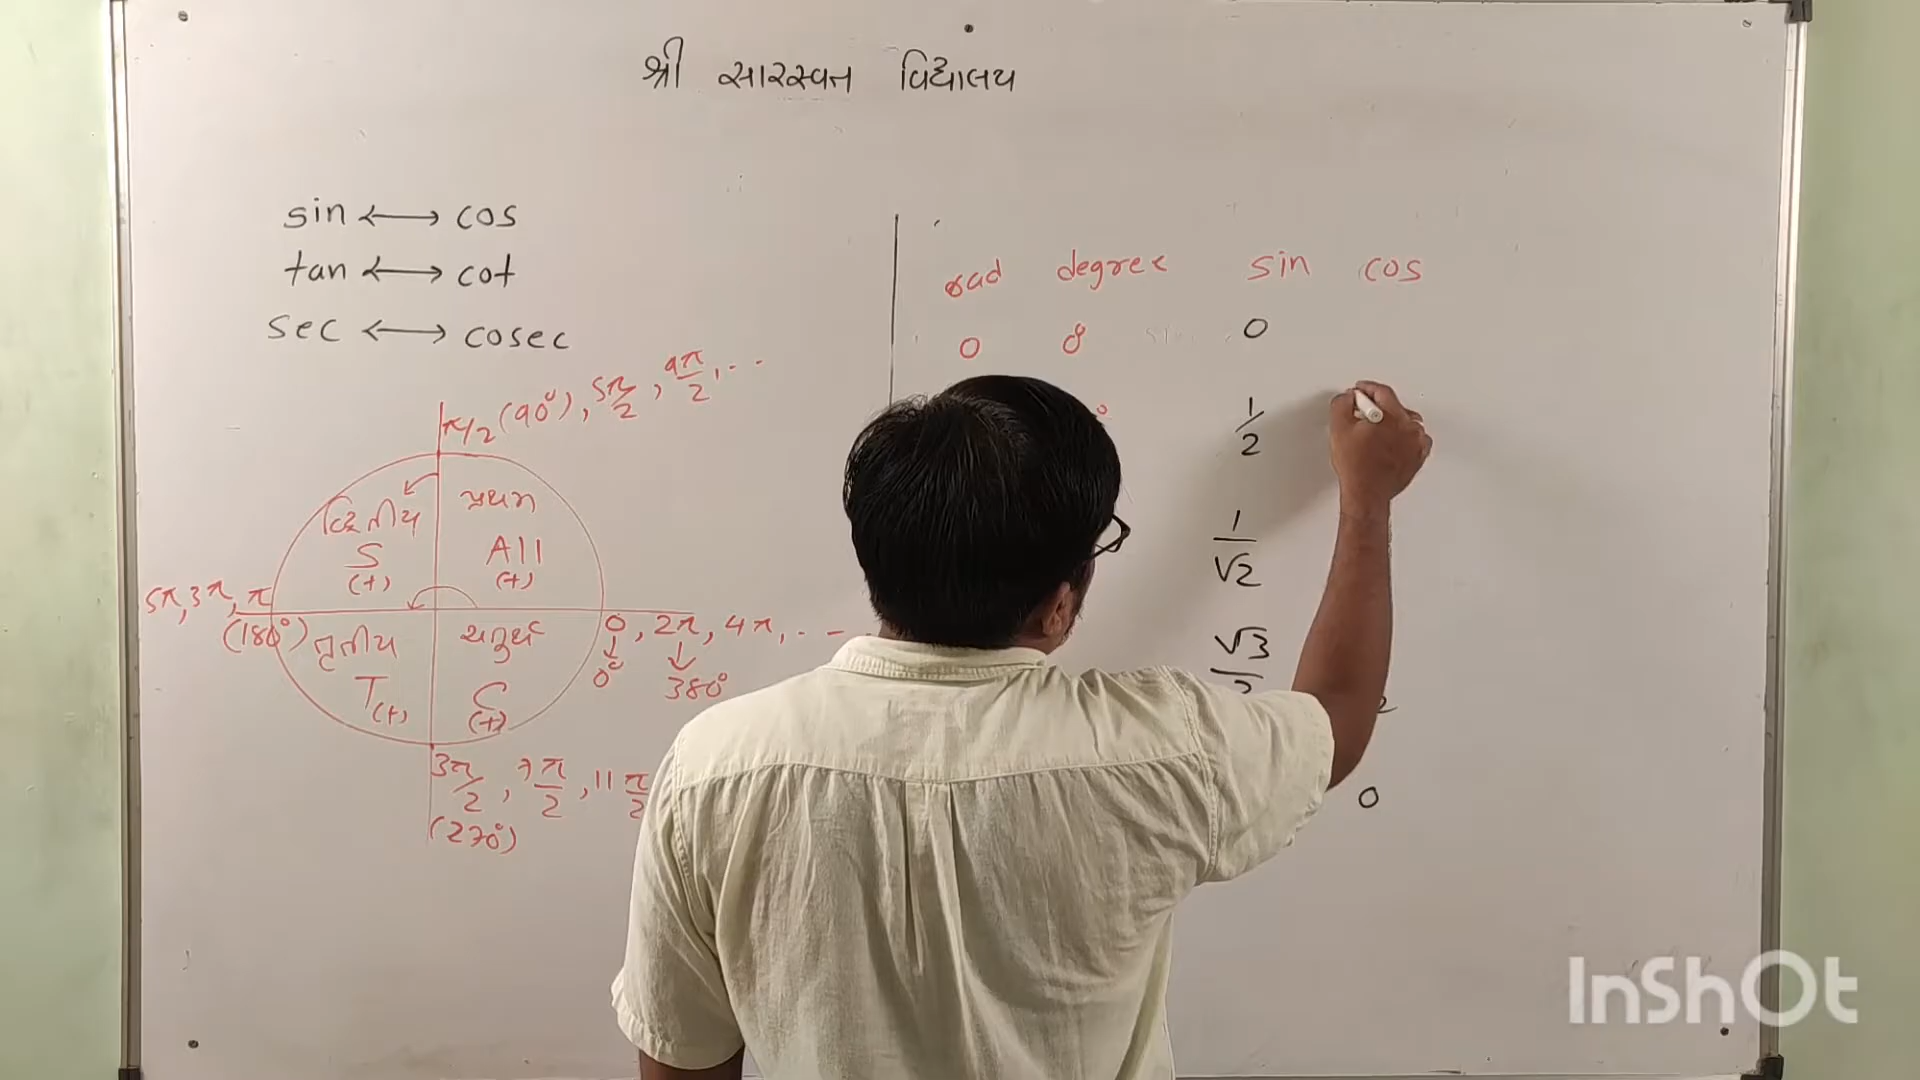 શ્રી સારસ્વત વિદ્યાલય
sin ⟷ cos
tan ⟷ cot
sec ⟷ cosec
π/2 (90°), 5π/2, 9π/2, ...
દ્વિતીય
S
(+)
પ્રથમ
All
(+)
5π, 3π, π
(180°)
તૃતીય
T(+)
ચતુર્થ
C
(+)
0, 2π, 4π, ...
↓ ↓
0° 380°
3π/2, 7π/2, 11π/2
(270°)
rad degree sin cos
0 0° 0
1/2
1/√2
√3
0
InShOt